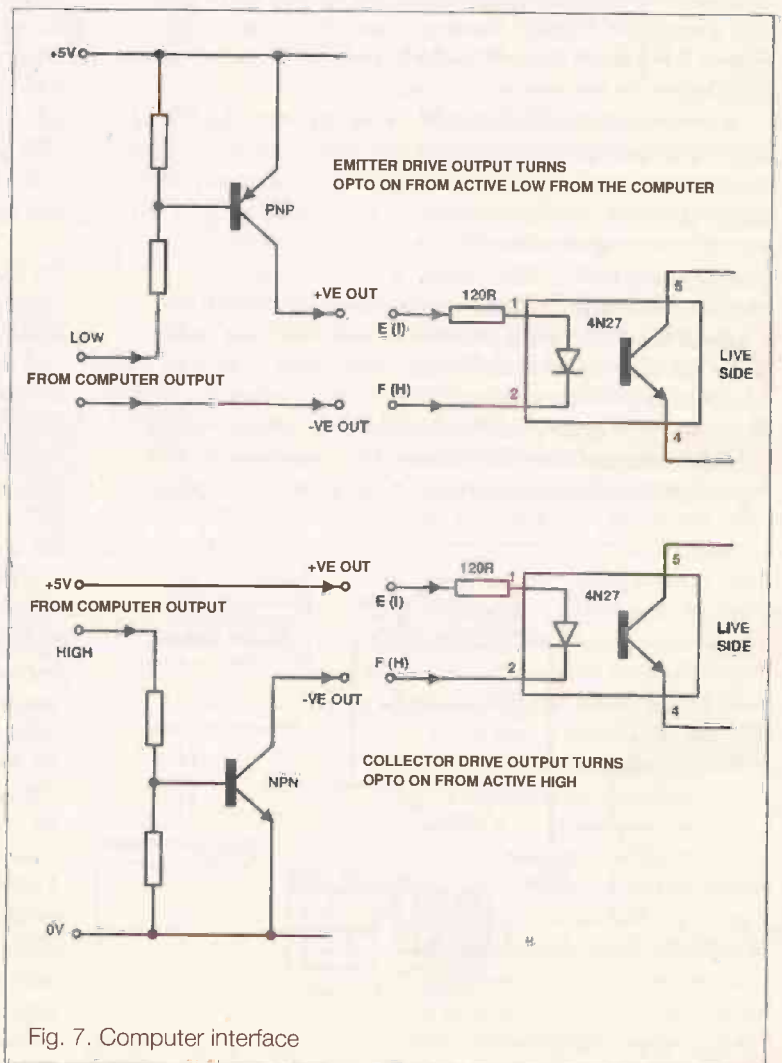 +5V
EMITTER DRIVE OUTPUT TURNS
OPTO ON FROM ACTIVE LOW FROM THE COMPUTER
PNP
+VE OUT
120R
1
5
E (I)
4N27
LOW
LIVE
SIDE
FROM COMPUTER OUTPUT
F (H)
2
-VE OUT
4
+VE OUT
120R
1
5
+5V
E (I)
4N27
FROM COMPUTER OUTPUT
LIVE
SIDE
HIGH
F (H)
2
-VE OUT
4
NPN
COLLECTOR DRIVE OUTPUT TURNS
OPTO ON FROM ACTIVE HIGH
0V
Fig. 7. Computer interface